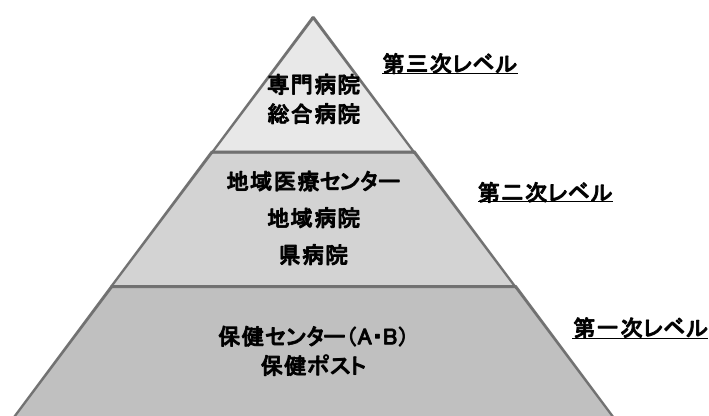 第三次レベル
専門病院
総合病院
地域医療センター
第二次レベル
地域病院
県病院
第一次レベル
保健センター（A・B）
保健ポスト